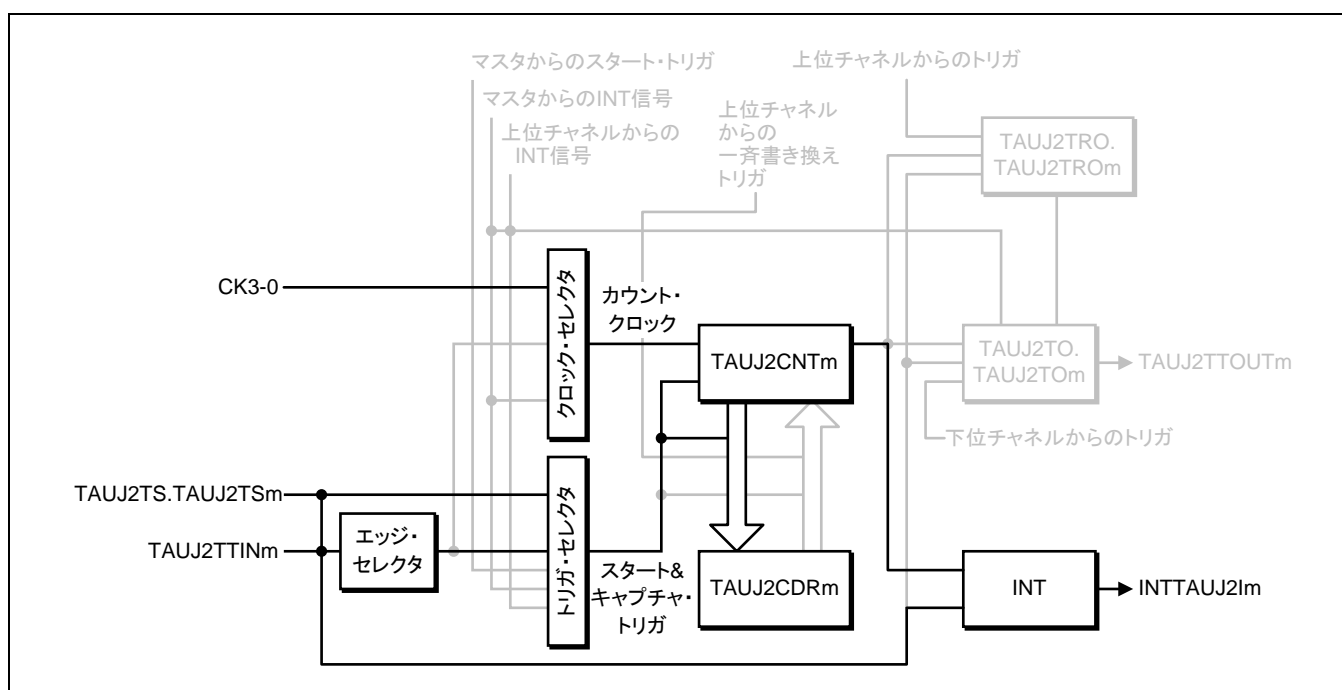 マスタからのスタート・トリガ
マスタからのINT信号
上位チャネルからの
INT信号
上位チャネル
からの
一斉書き換え
トリガ
上位チャネルからのトリガ
TAUJ2TRO.
TAUJ2TROm
CK3-0
クロック・セレクタ
カウント・
クロック
TAUJ2CNTm
TAUJ2TO.
TAUJ2TOm
TAUJ2TTOUTm
下位チャネルからのトリガ
TAUJ2TS.TAUJ2TSm
TAUJ2TTINm
エッジ・
セレクタ
トリガ・セレクタ
スタート&
キャプチャ・
トリガ
TAUJ2CDRm
INT
INTTAUJ2Im